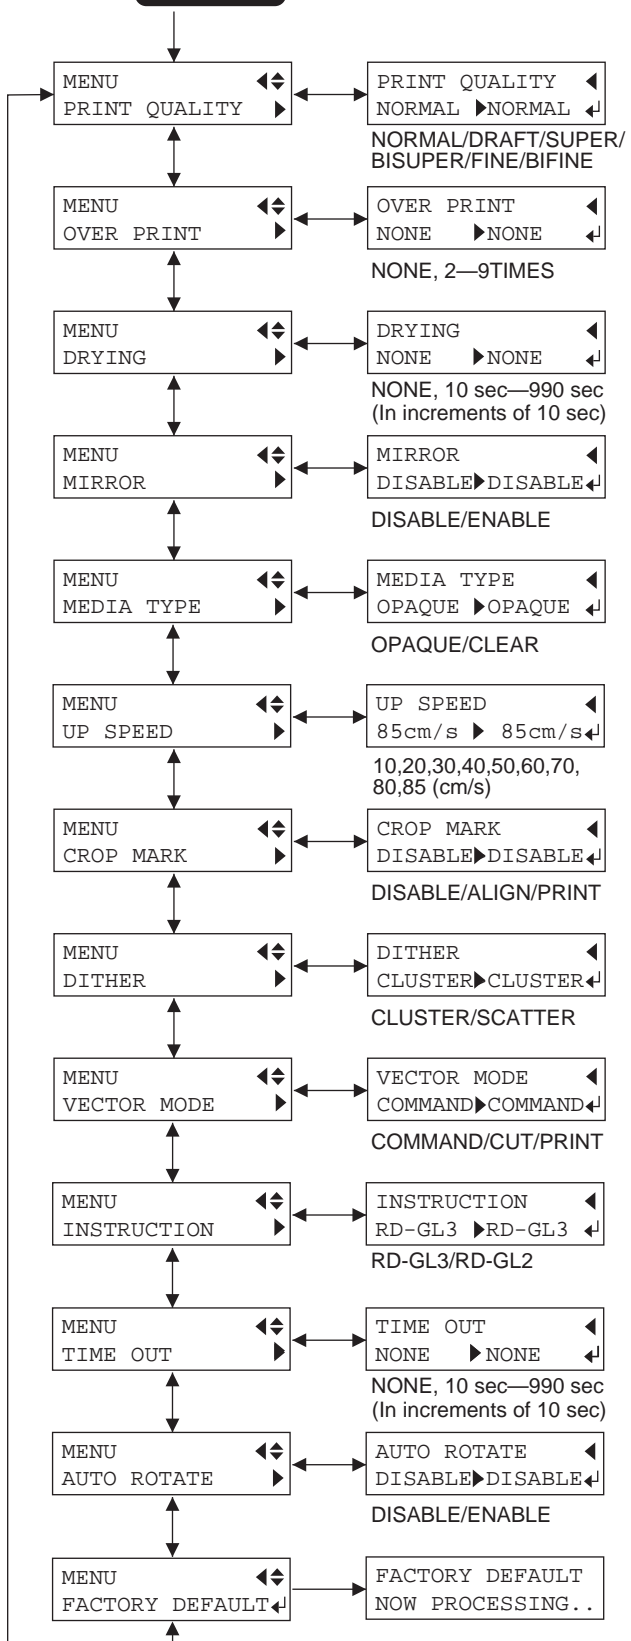 MENU
PRINT QUALITY
PRINT QUALITY
NORMAL NORMAL
NORMAL/DRAFT/SUPER/
BISUPER/FINE/BIFINE
MENU
OVER PRINT
OVER PRINT
NONE NONE
NONE, 2—9TIMES
MENU
DRYING
DRYING
NONE NONE
NONE, 10 sec—990 sec
(In increments of 10 sec)
MENU
MIRROR
MIRROR
DISABLE DISABLE
DISABLE/ENABLE
MENU
MEDIA TYPE
MEDIA TYPE
OPAQUE OPAQUE
OPAQUE/CLEAR
MENU
UP SPEED
UP SPEED
85cm/s 85cm/s
10,20,30,40,50,60,70,
80,85 (cm/s)
MENU
CROP MARK
CROP MARK
DISABLE DISABLE
DISABLE/ALIGN/PRINT
MENU
DITHER
DITHER
CLUSTER CLUSTER
CLUSTER/SCATTER
MENU
VECTOR MODE
VECTOR MODE
COMMAND COMMAND
COMMAND/CUT/PRINT
MENU
INSTRUCTION
INSTRUCTION
RD-GL3 RD-GL3
RD-GL3/RD-GL2
MENU
TIME OUT
TIME OUT
NONE NONE
NONE, 10 sec—990 sec
(In increments of 10 sec)
MENU
AUTO ROTATE
AUTO ROTATE
DISABLE DISABLE
DISABLE/ENABLE
MENU
FACTORY DEFAULT
FACTORY DEFAULT
NOW PROCESSING..